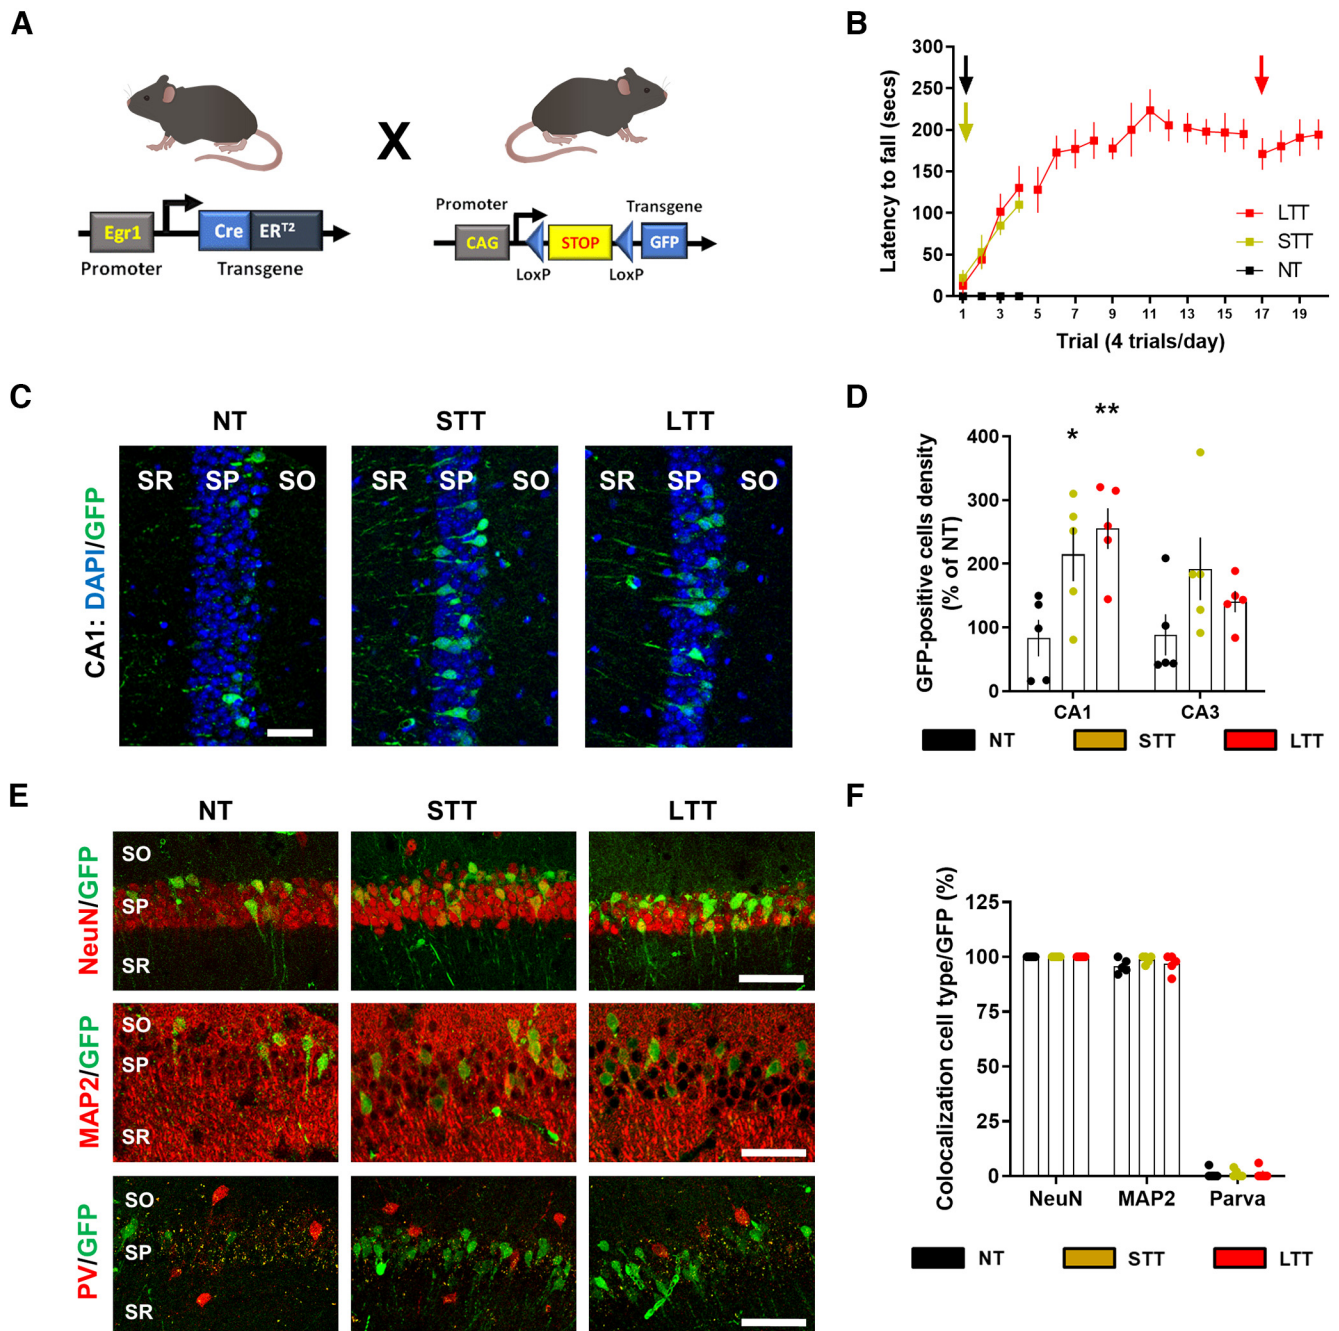 A
X
Egr1
Cre
ERT2
Promoter
Transgene
Promoter
Transgene
CAG
STOP
GFP
LoxP
LoxP
B
Latency to fall (secs)
300
250
200
150
100
50
0
1
3
5
7
9
11
13
15
17
19
Trial (4 trials/day)
LTT
STT
NT
C
NT
STT
LTT
CA1: DAPI/GFP
SR
SP
SO
SR
SP
SO
SR
SP
SO
D
GFP-positive cells density
(% of NT)
400
300
200
100
0
*
**
CA1
CA3
NT
STT
LTT
E
NT
STT
LTT
NeuN/GFP
SO
SP
SR
MAP2/GFP
SO
SP
SR
PV/GFP
SO
SP
SR
F
Colocalization cell type/GFP (%)
125
100
75
50
25
0
NeuN
MAP2
Parva
NT
STT
LTT